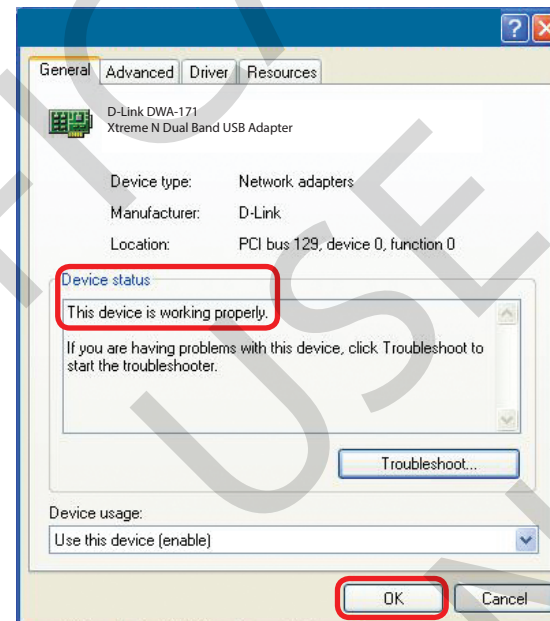 ?
General Advanced Driver Resources
D-Link DWA-171
Xtreme N Dual Band USB Adapter
Device type: Network adapters
Manufacturer: D-Link
Location: PCI bus 129, device 0, function 0
Device status
This device is working properly.
If you are having problems with this device, click Troubleshoot to
start the troubleshooter.
Troubleshoot...
Device usage:
Use this device (enable)
OK Cancel
USE